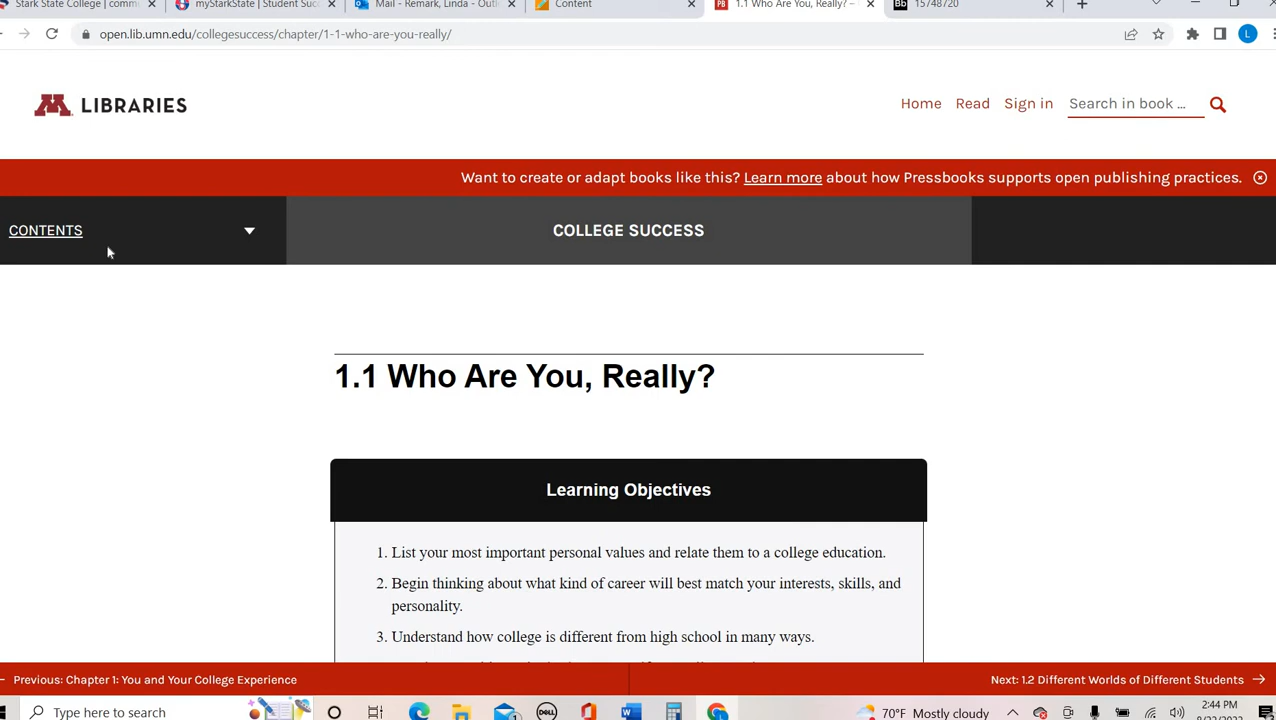 Stark State College | comm
myStarkState | Student Suc
Mail - Remark, Linda - Outl
Content
1.1 Who Are You, Really? –
Bb 15748720
open.lib.umn.edu/collegesuccess/chapter/1-1-who-are-you-really/
L
LIBRARIES
Home Read Sign in Search in book ...
Want to create or adapt books like this? Learn more about how Pressbooks supports open publishing practices.
CONTENTS
COLLEGE SUCCESS
1.1 Who Are You, Really?
Learning Objectives
1. List your most important personal values and relate them to a college education.
2. Begin thinking about what kind of career will best match your interests, skills, and
personality.
3. Understand how college is different from high school in many ways.
Previous: Chapter 1: You and Your College Experience
Next: 1.2 Different Worlds of Different Students
Type here to search
70°F Mostly cloudy
2:44 PM